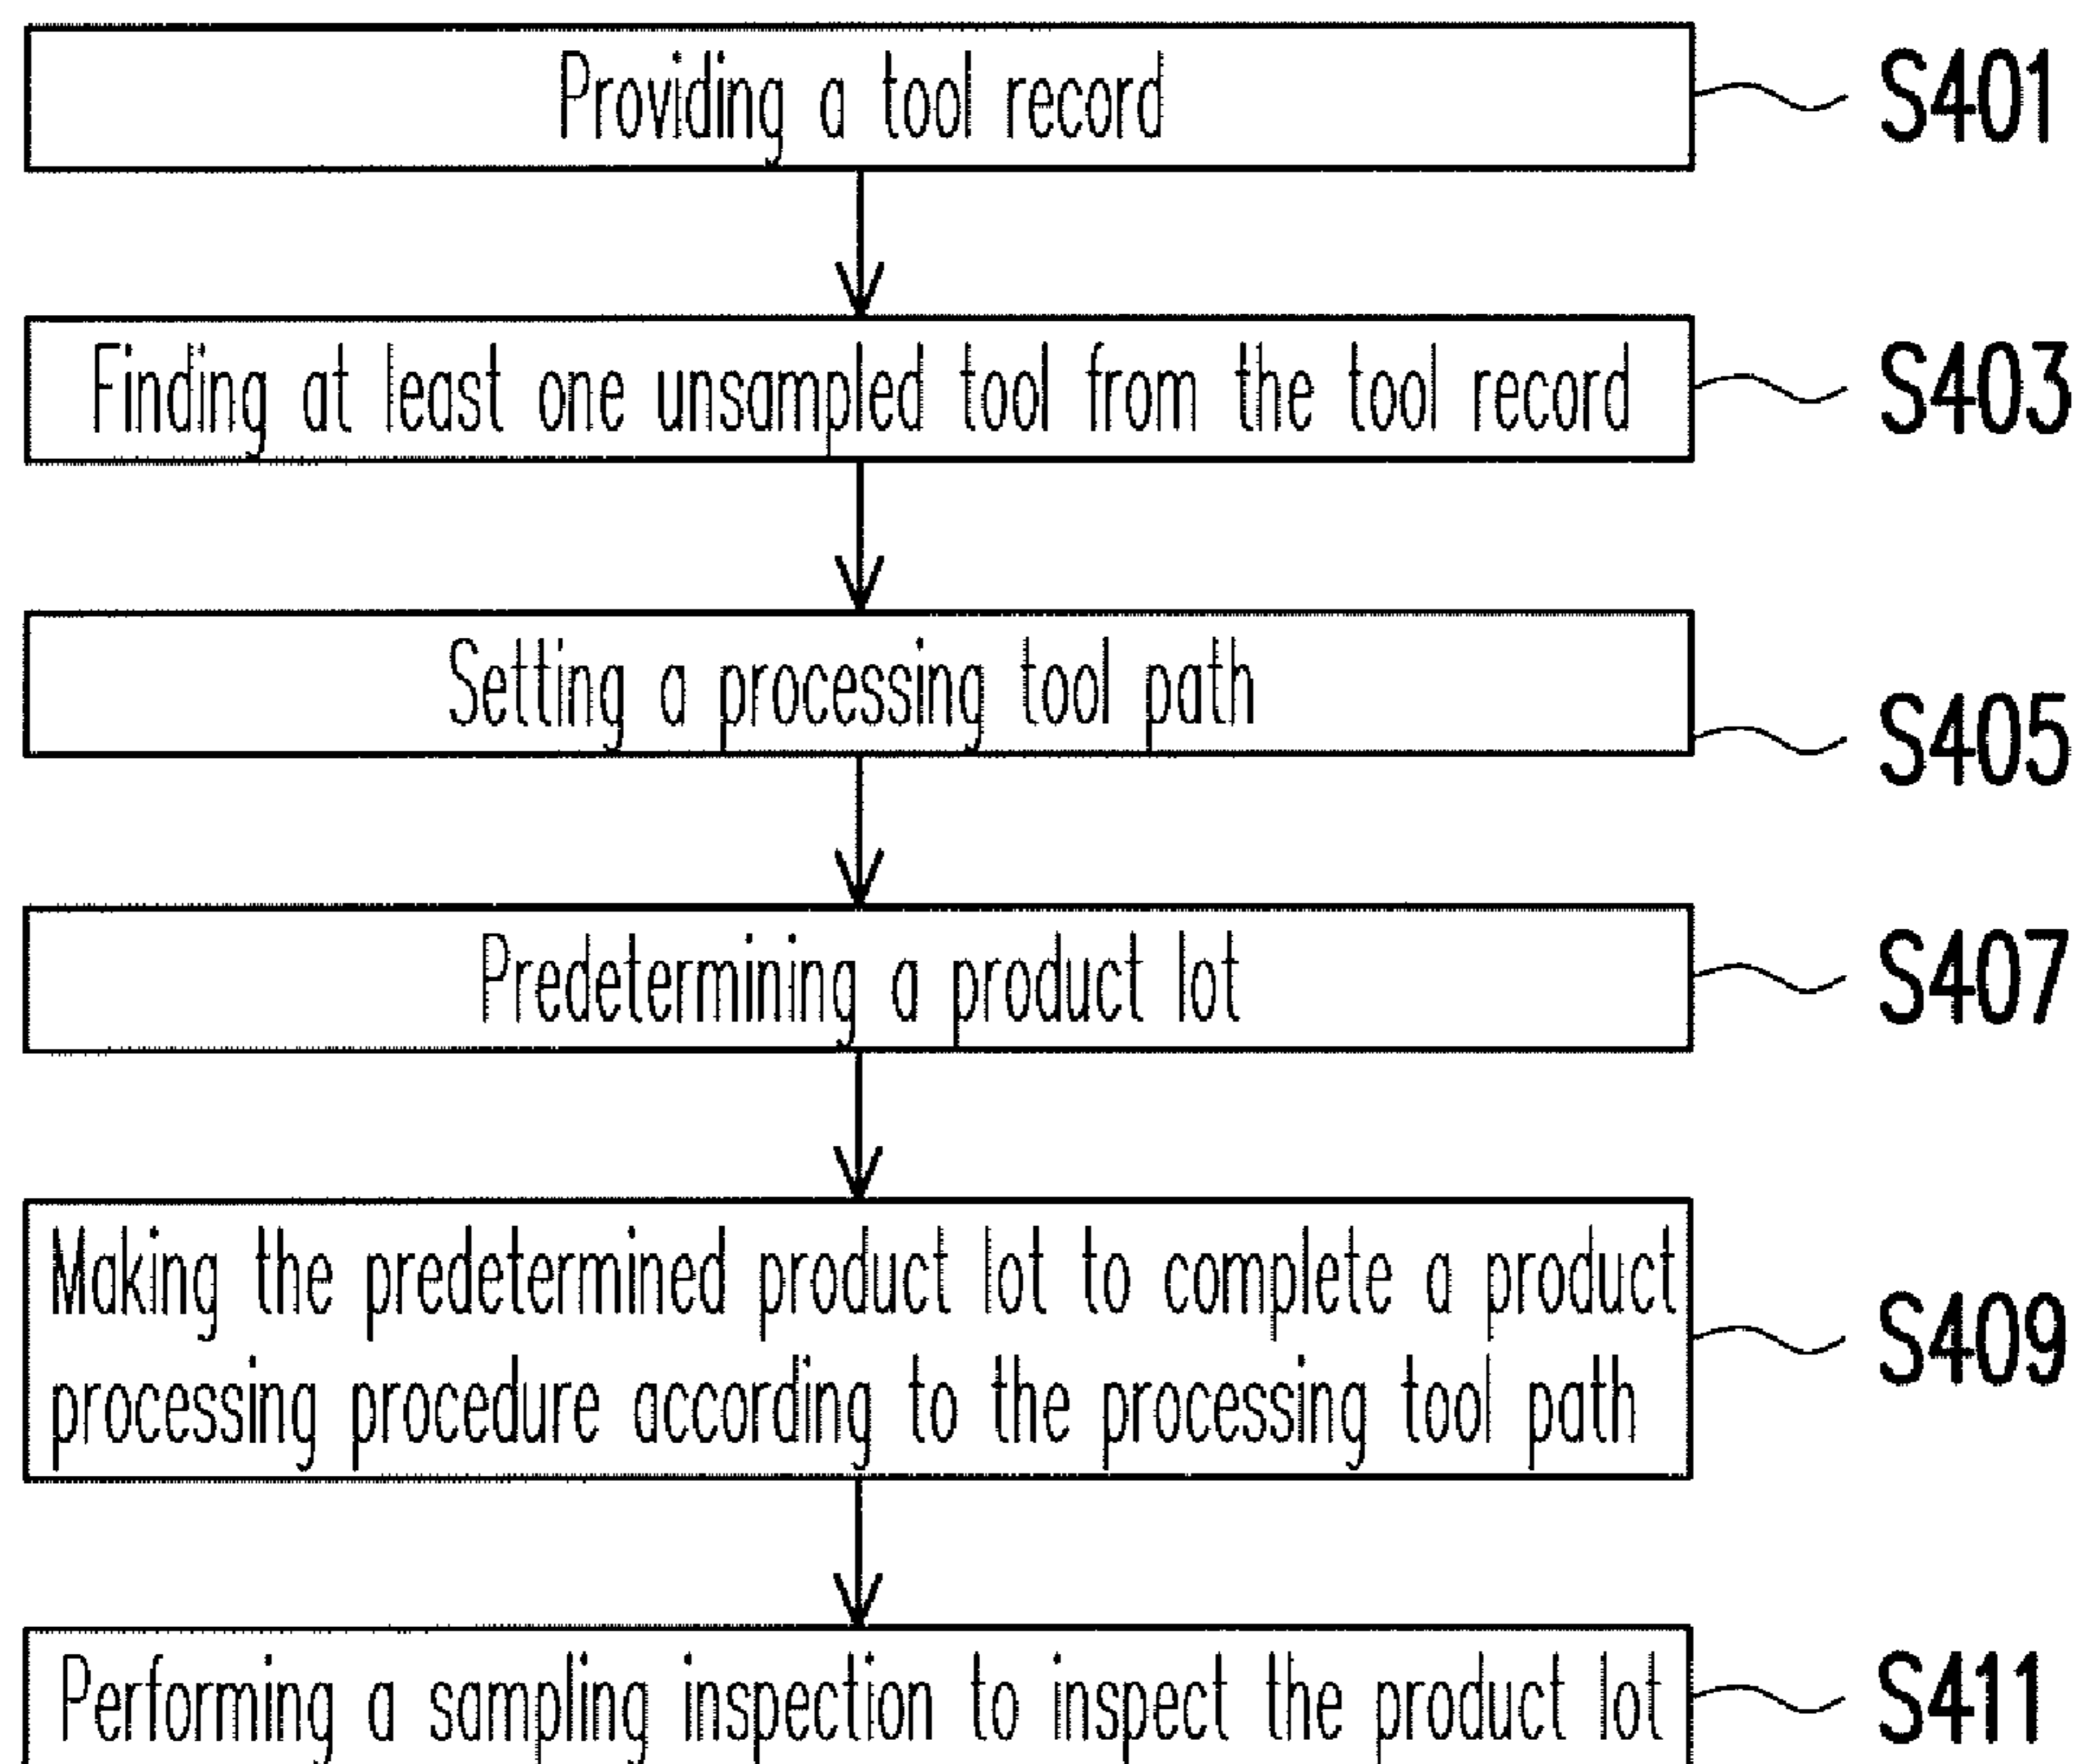 Providing a tool record
S401
Finding at least one unsampled tool from the tool record
S403
Setting a processing tool path
S405
Predetermining a product lot
S407
Making the predetermined product lot to complete a product
processing procedure according to the processing tool path
S409
Performing a sampling inspection to inspect the product lot
S411